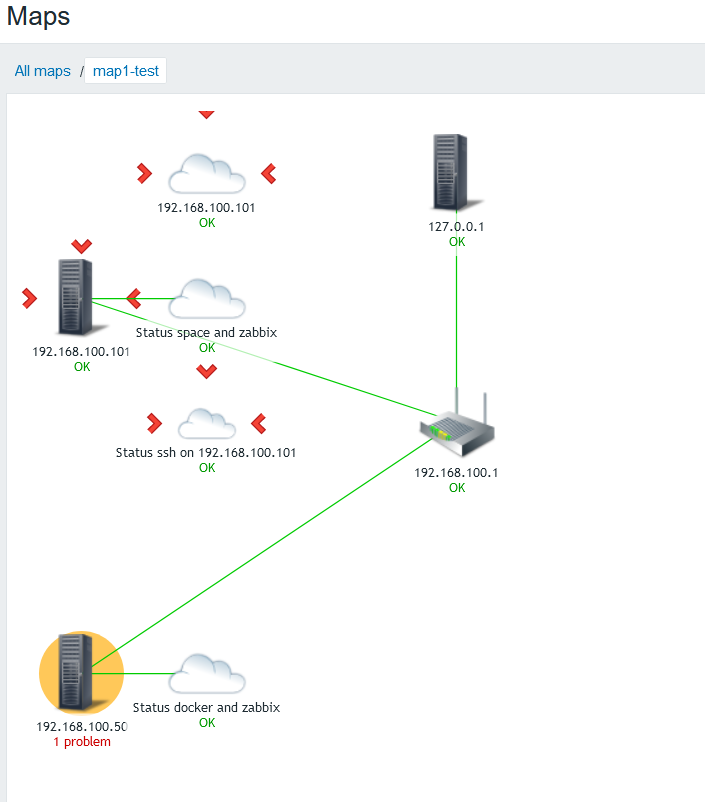 Maps
All maps / map1-test
192.168.100.101
OK
127.0.0.1
OK
Status space and zabbix
OK
192.168.100.101
OK
Status ssh on 192.168.100.101
OK
192.168.100.1
OK
Status docker and zabbix
OK
192.168.100.50
1 problem